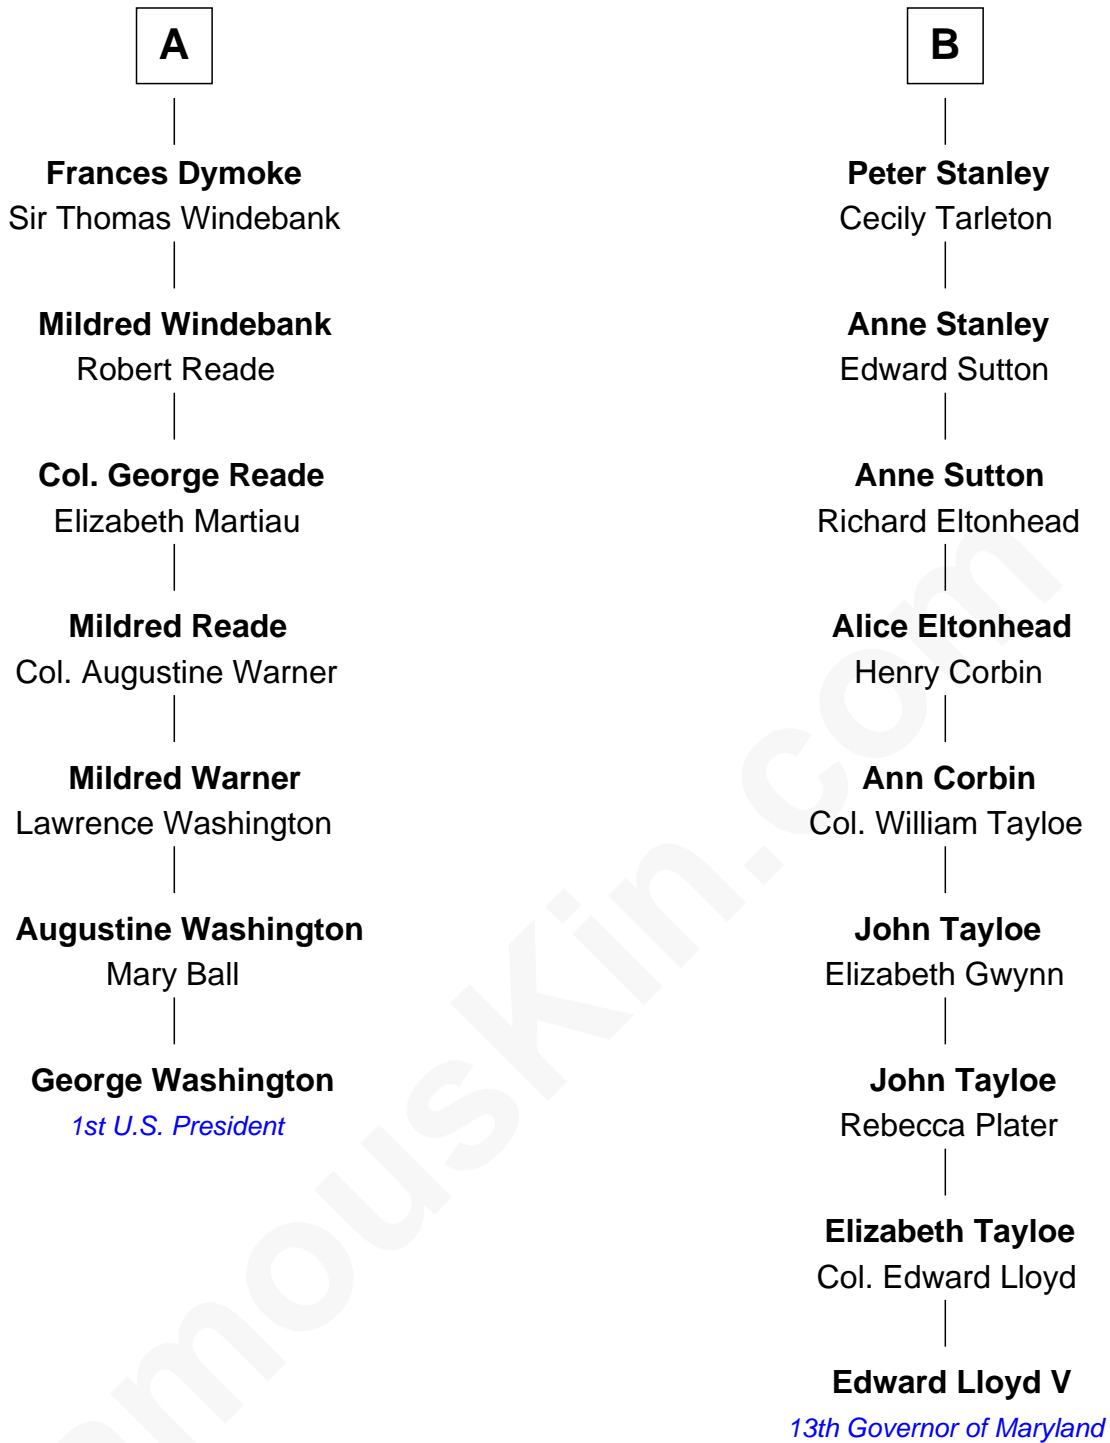 A
Frances Dymoke
Sir Thomas Windebank
Mildred Windebank
Robert Reade
Col. George Reade
Elizabeth Martiau
Mildred Reade
Col. Augustine Warner
Mildred Warner
Lawrence Washington
Augustine Washington
Mary Ball
George Washington
1st U.S. President
B
Peter Stanley
Cecily Tarleton
Anne Stanley
Edward Sutton
Anne Sutton
Richard Eltonhead
Alice Eltonhead
Henry Corbin
Ann Corbin
Col. William Tayloe
John Tayloe
Elizabeth Gwynn
John Tayloe
Rebecca Plater
Elizabeth Tayloe
Col. Edward Lloyd
Edward Lloyd V
13th Governor of Maryland
amousKin.com